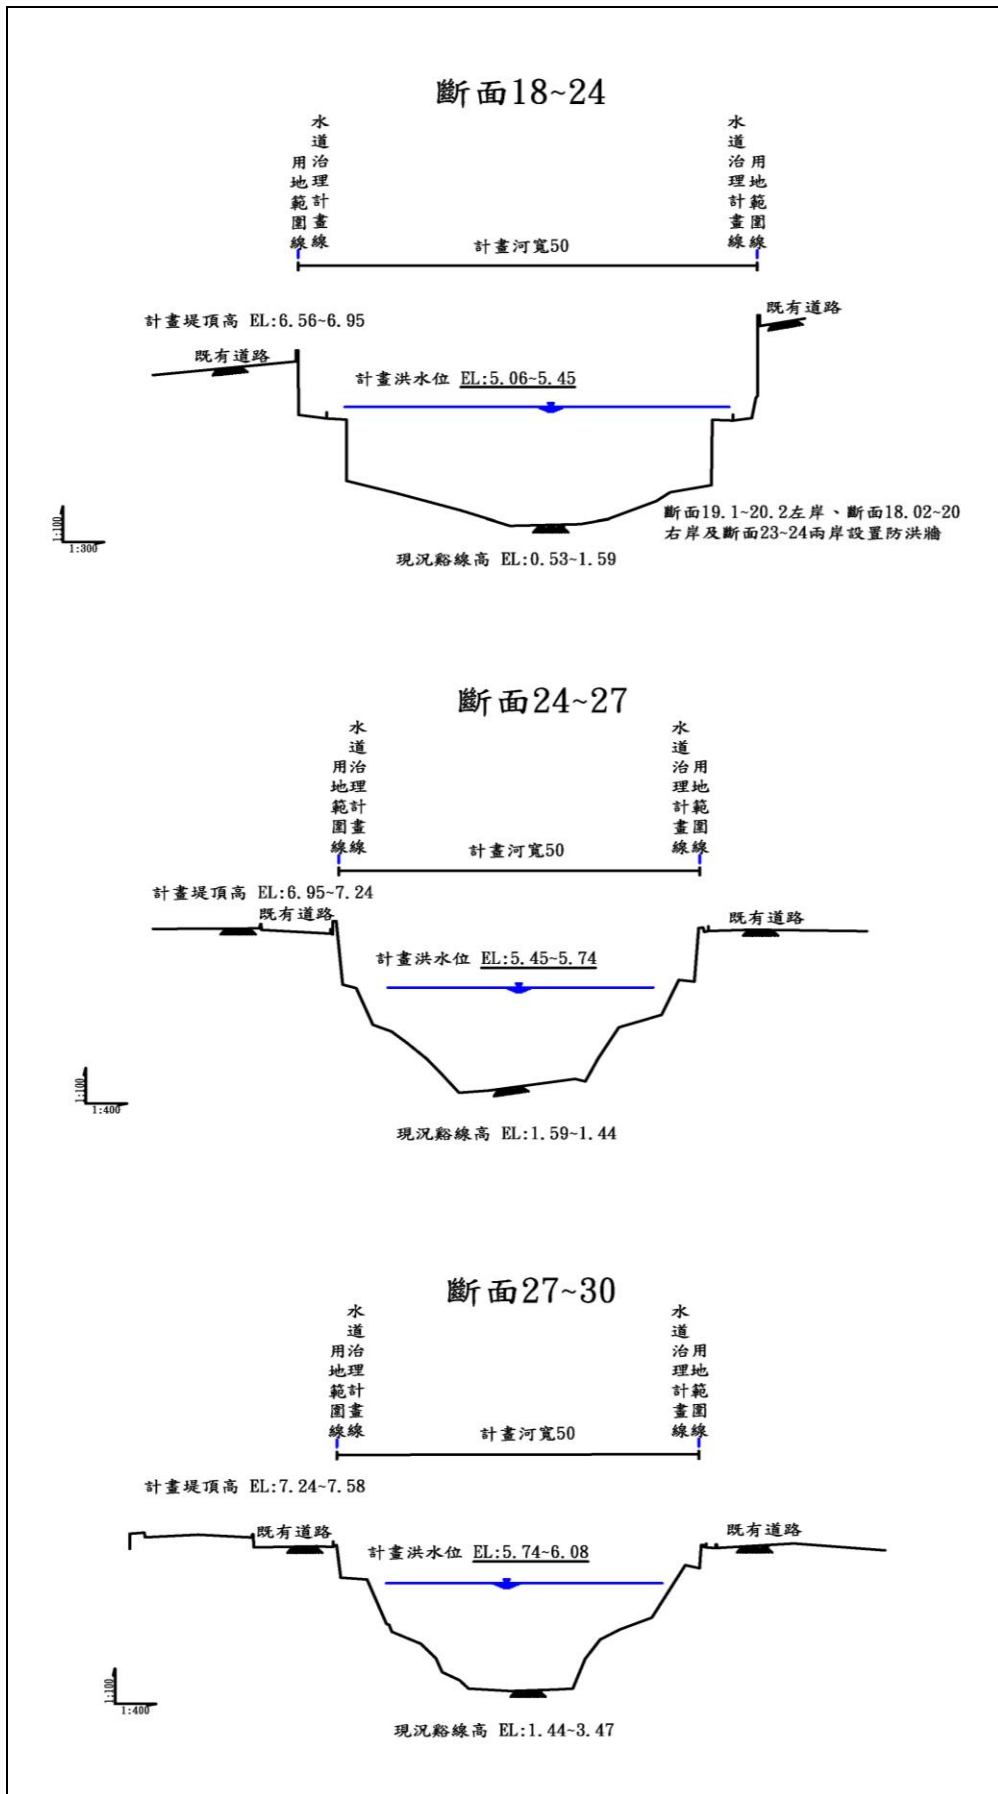 斷面18~24
用地範圍線
水道治理計畫線
水道治理計畫線
用地範圍線
計畫河寬50
計畫堤頂高 EL:6.56~6.95
既有道路
既有道路
計畫洪水位 EL:5.06~5.45
斷面19.1~20.2左岸、斷面18.02~20
右岸及斷面23~24兩岸設置防洪牆
1:100
1:300
現況谿線高 EL:0.53~1.59
斷面24~27
用地範圍線
水道治理計畫線
水道治理計畫線
用地範圍線
計畫河寬50
計畫堤頂高 EL:6.95~7.24
既有道路
既有道路
計畫洪水位 EL:5.45~5.74
1:100
1:400
現況谿線高 EL:1.59~1.44
斷面27~30
用地範圍線
水道治理計畫線
水道治理計畫線
用地範圍線
計畫河寬50
計畫堤頂高 EL:7.24~7.58
既有道路
既有道路
計畫洪水位 EL:5.74~6.08
1:100
1:400
現況谿線高 EL:1.44~3.47